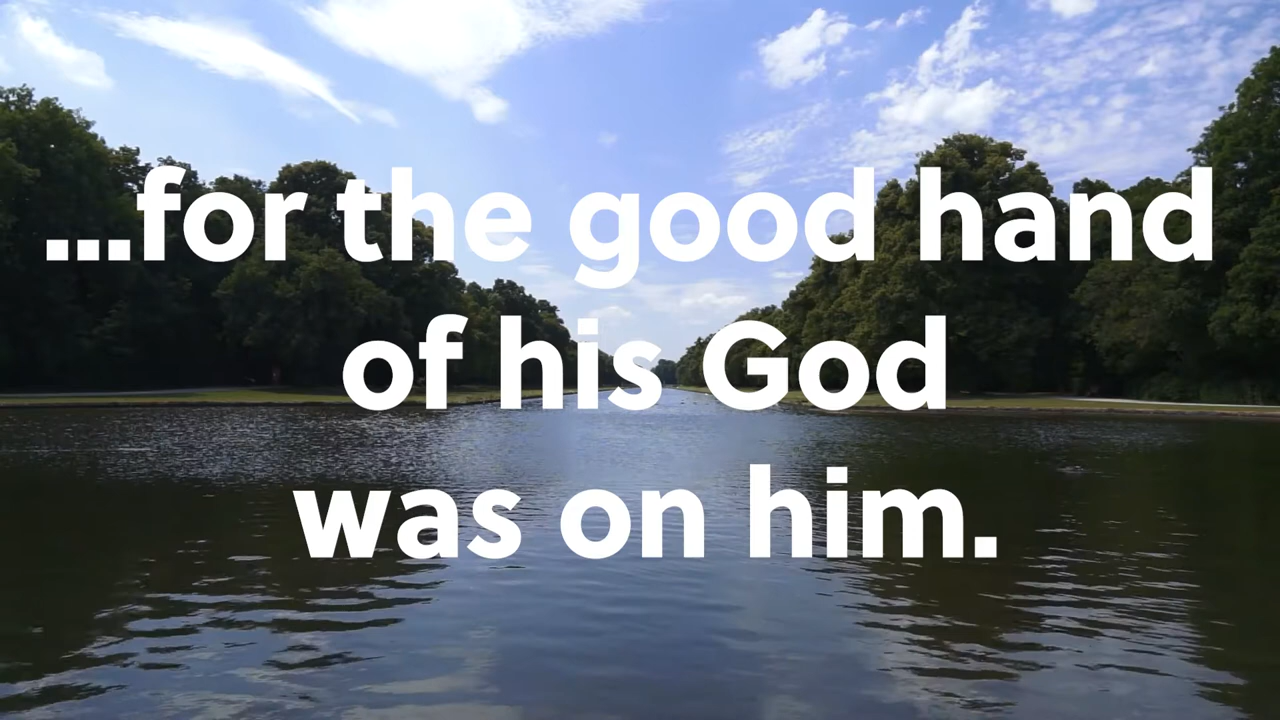 ...for the good hand
of his God
was on him.